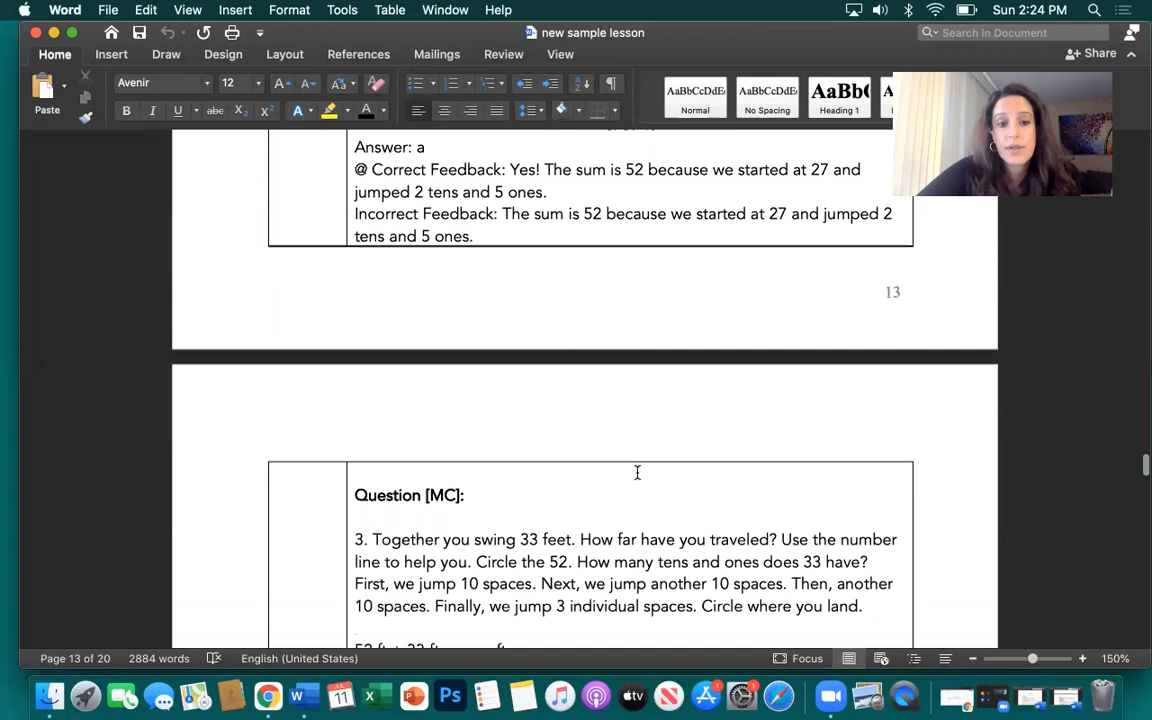 Word File Edit Insert Format Tools Table Window Help Sun 2:24 PM
new sample lesson
Search in Document
Home Insert Draw Design Layout References Mailings Review View Share
Paste Avenir 12
AaBbCcDdEe AaBbCcDdEe AaBb(
Normal No Spacing Heading 1
Answer: a
@ Correct Feedback: Yes! The sum is 52 because we started at 27 and
jumped 2 tens and 5 ones.
Incorrect Feedback: The sum is 52 because we started at 27 and jumped 2
tens and 5 ones.
13
Question [MC]:
3. Together you swing 33 feet. How far have you traveled? Use the number
line to help you. Circle the 52. How many tens and ones does 33 have?
First, we jump 10 spaces. Next, we jump another 10 spaces. Then, another
10 spaces. Finally, we jump 3 individual spaces. Circle where you land.
Page 13 of 20 2884 words English (United States) Focus 150%